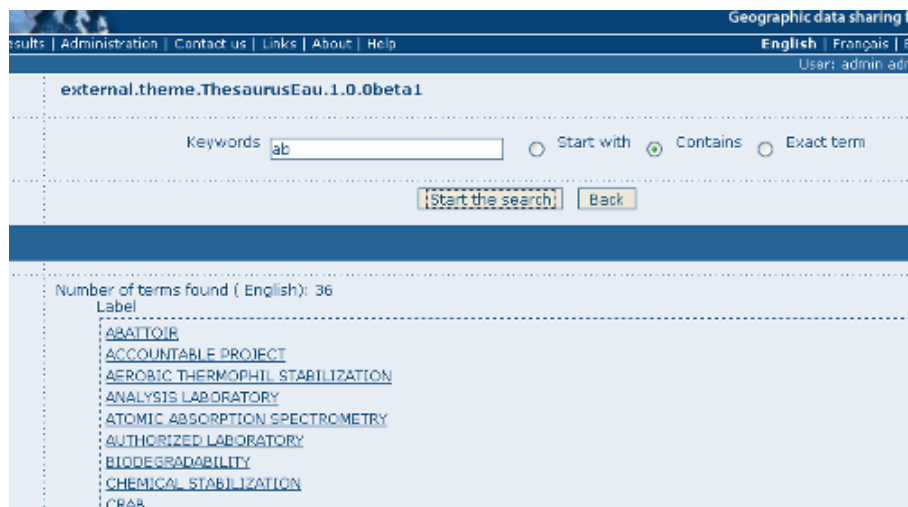 Geographic data sharing
Administration | Contact us | Links | About | Help
English | Français |
User: admin
external.theme.ThesaurusEau.1.0.0beta1
Keywords ab Start with Contains Exact term
Start the search Back
Number of terms found ( English): 36
Label
ABATTOIR
ACCOUNTABLE PROJECT
AEROBIC THERMOPHIL STABILIZATION
ANALYSIS LABORATORY
ATOMIC ABSORPTION SPECTROMETRY
AUTHORIZED LABORATORY
BIODEGRADABILITY
CHEMICAL STABILIZATION
CRAB